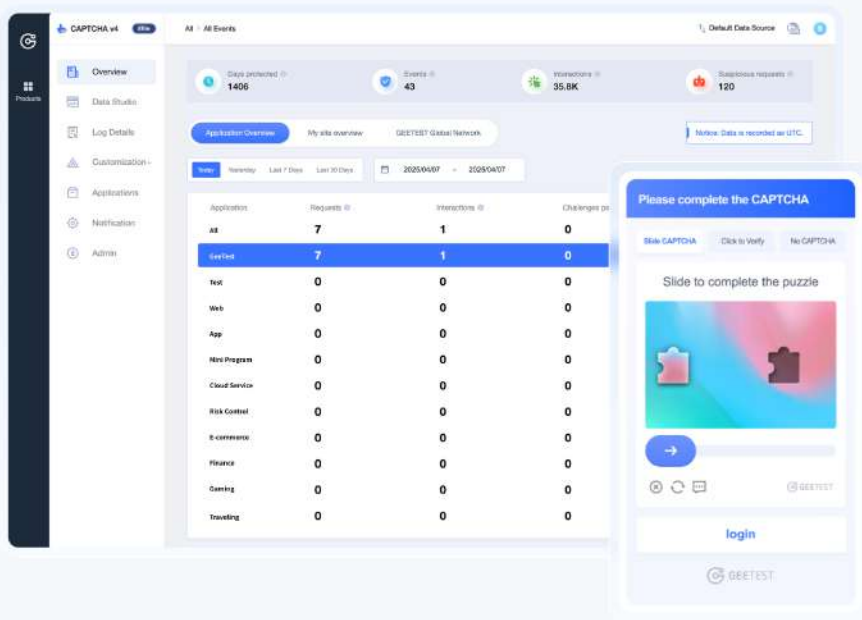 CAPTCHA v4
All > All Events
Default Data Source
Products
Overview
Data Studio
Log Details
Customization
Applications
Notification
Admin
Days protected
1406
Events
43
Interactions
35.8K
Suspicious requests
120
Application Overview
My site overview
GEETEST Global Network
Notice: Data is recorded as UTC.
Today Yesterday Last 7 Days Last 30 Days
2025/04/07 - 2025/04/07
Application Requests Interactions Challenges pa
All 7 1 0
GeeTest 7 1 0
Test 0 0 0
Web 0 0 0
App 0 0 0
Mini Program 0 0 0
Cloud Service 0 0 0
Risk Control 0 0 0
E-commerce 0 0 0
Finance 0 0 0
Gaming 0 0 0
Travelling 0 0 0
Please complete the CAPTCHA
Slide CAPTCHA Click to Verify No CAPTCHA
Slide to complete the puzzle
GEETEST
login
GEETEST